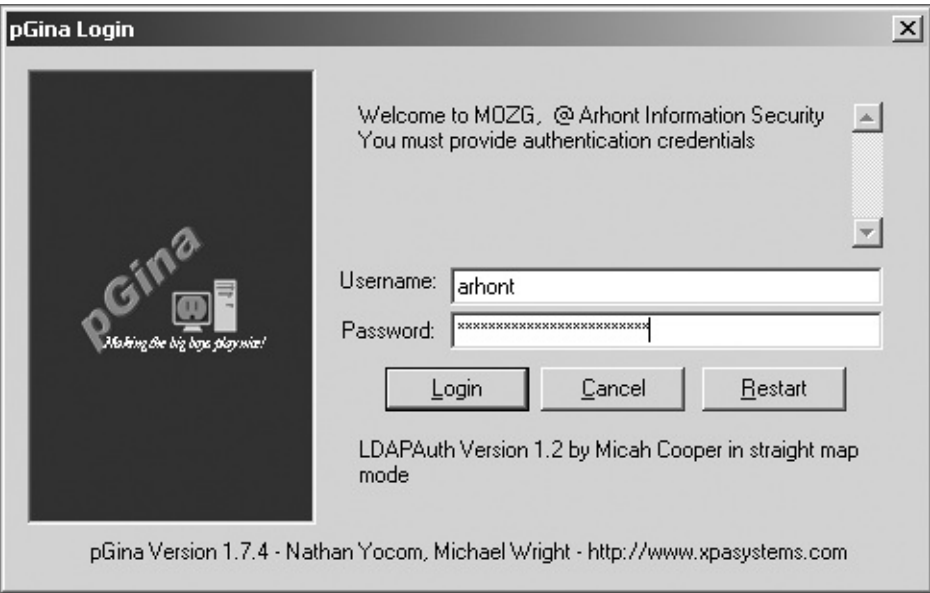 pGina Login
Welcome to MOZG, @ Arhont Information Security
You must provide authentication credentials
pGina
Making the big boys play nice!
Username: arhont
Password: *************************
Login Cancel Restart
LDAPAuth Version 1.2 by Micah Cooper in straight map
mode
pGina Version 1.7.4 - Nathan Yocom, Michael Wright - http://www.xpasystems.com